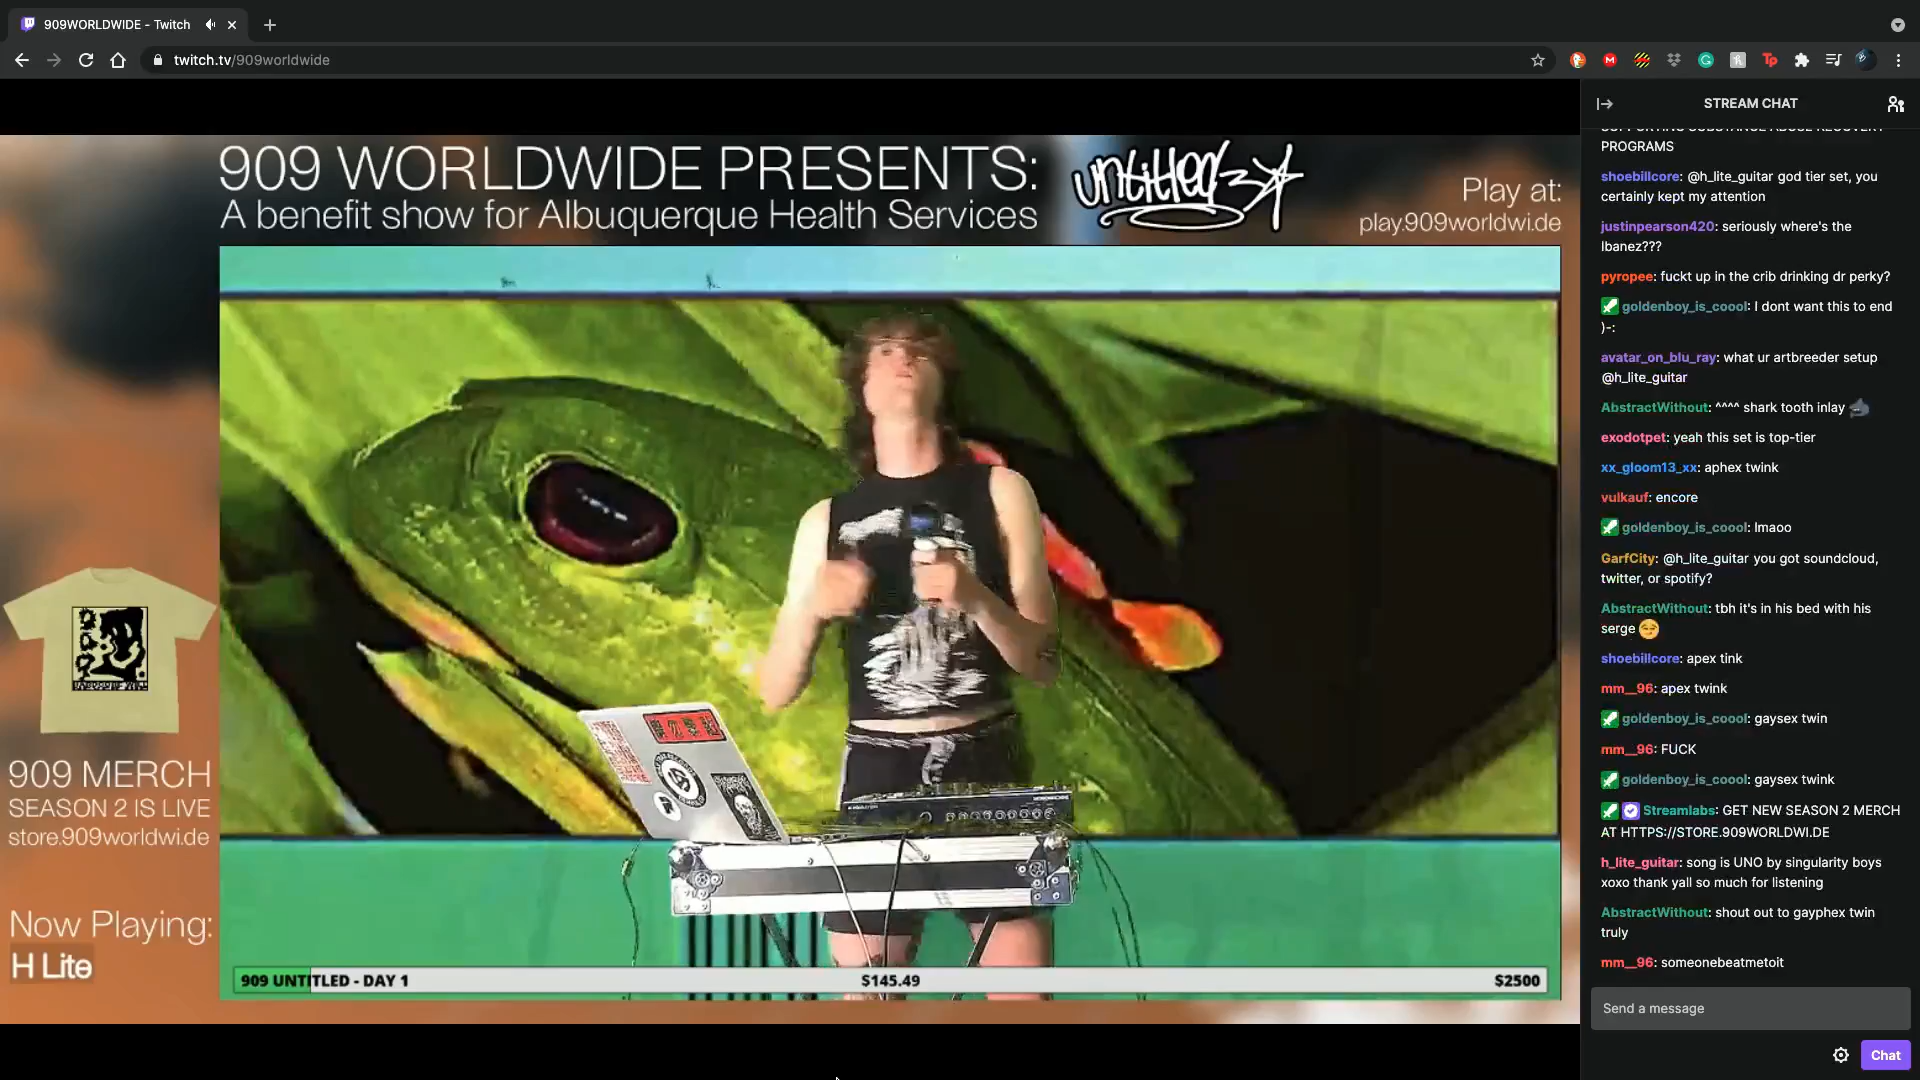 909WORLDWIDE - Twitch
twitch.tv/909worldwide
909 WORLDWIDE PRESENTS:
A benefit show for Albuquerque Health Services
untitled
Play at:
play.909worldwi.de
909 MERCH
SEASON 2 IS LIVE
store.909worldwi.de
Now Playing:
H Lite
909 UNTITLED - DAY 1
$145.49
$2500
STREAM CHAT
SUPPORTING SUBSTANCE ABUSE RECOVERY
PROGRAMS
shoebillcore: @h_lite_guitar god tier set, you
certainly kept my attention
justinpearson420: seriously where's the
Ibanez???
pyropee: fuckt up in the crib drinking dr perky?
goldenboy_is_coool: I dont want this to end
)-:
avatar_on_blu_ray: what ur artbreeder setup
@h_lite_guitar
AbstractWithout: ^^^^ shark tooth inlay
exodotpet: yeah this set is top-tier
xx_gloom13_xx: aphex twink
vulkauf: encore
goldenboy_is_coool: lmaoo
GarfCity: @h_lite_guitar you got soundcloud,
twitter, or spotify?
AbstractWithout: tbh it's in his bed with his
serge
shoebillcore: apex tink
mm__96: apex twink
goldenboy_is_coool: gaysex twin
mm__96: FUCK
goldenboy_is_coool: gaysex twink
Streamlabs: GET NEW SEASON 2 MERCH
AT HTTPS://STORE.909WORLDWI.DE
h_lite_guitar: song is UNO by singularity boys
xoxo thank yall so much for listening
AbstractWithout: shout out to gayphex twin
truly
mm__96: someonebeatmetoit
Send a message
Chat